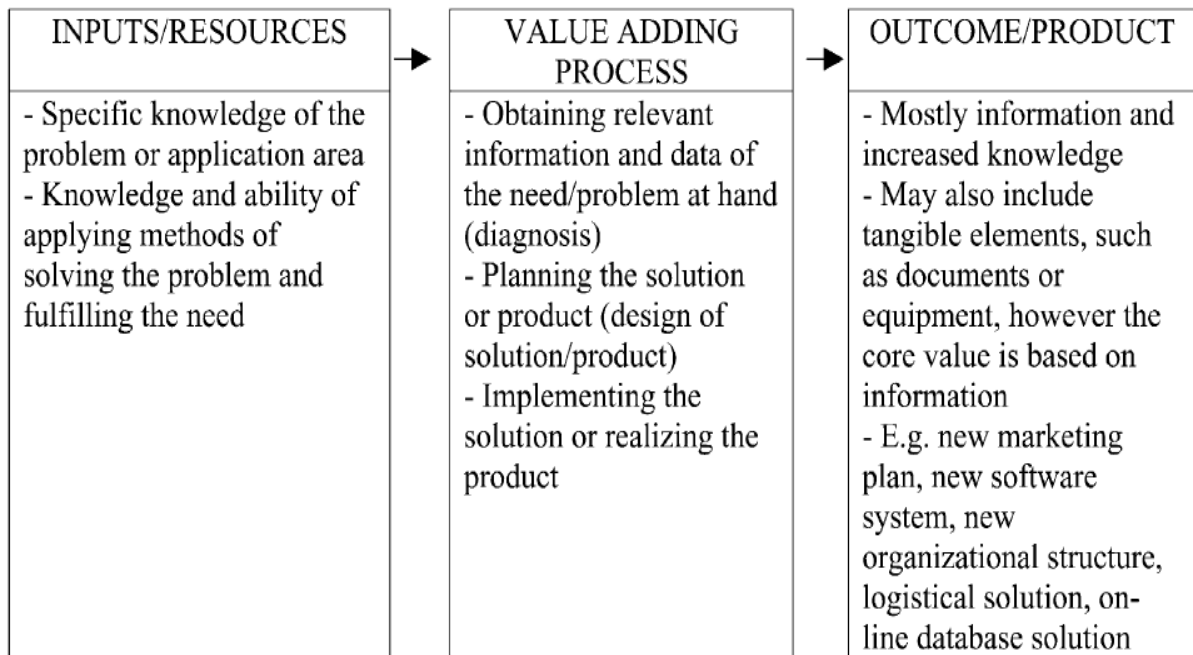 INPUTS/RESOURCES
- Specific knowledge of the
problem or application area
- Knowledge and ability of
applying methods of
solving the problem and
fulfilling the need
VALUE ADDING
PROCESS
- Obtaining relevant
information and data of
the need/problem at hand
(diagnosis)
- Planning the solution
or product (design of
solution/product)
- Implementing the
solution or realizing the
product
OUTCOME/PRODUCT
- Mostly information and
increased knowledge
- May also include
tangible elements, such
as documents or
equipment, however the
core value is based on
information
- E.g. new marketing
plan, new software
system, new
organizational structure,
logistical solution, on-
line database solution